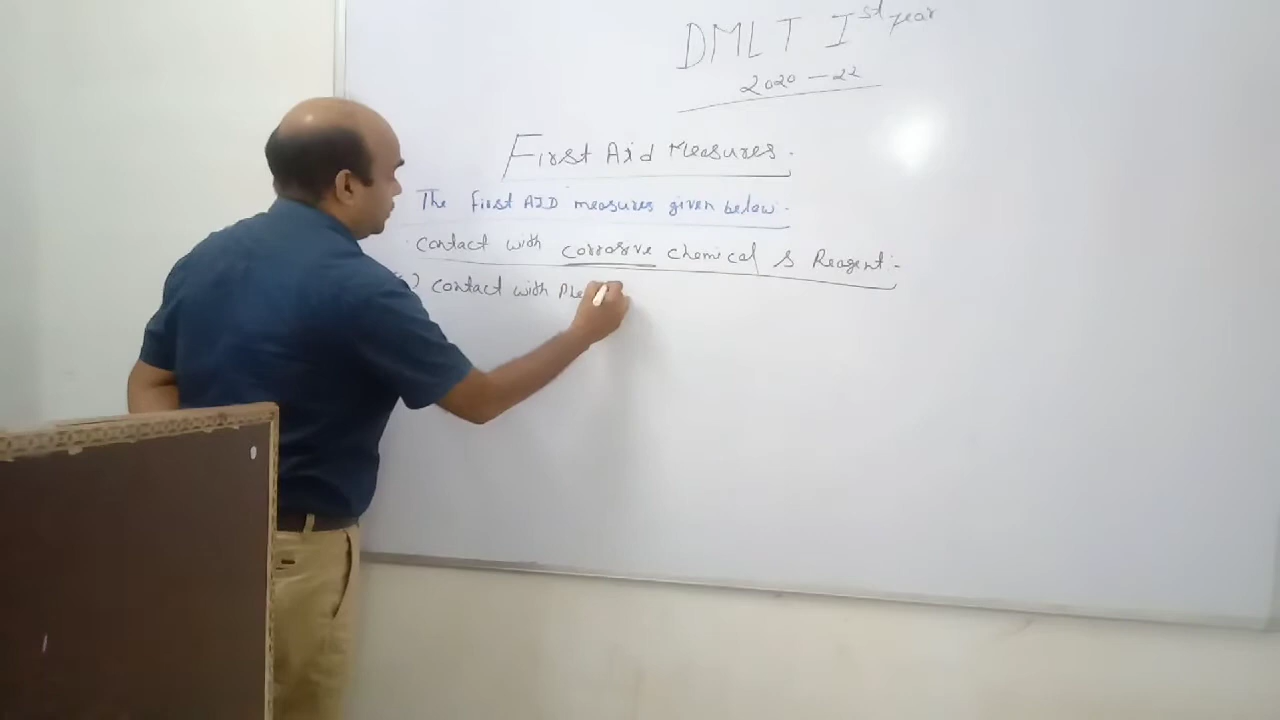 DMLT Ist year
2020 - 22
First Aid Measures.
The first AID measures given below.
Contact with corrosive chemical & Reagent:-
) Contact with